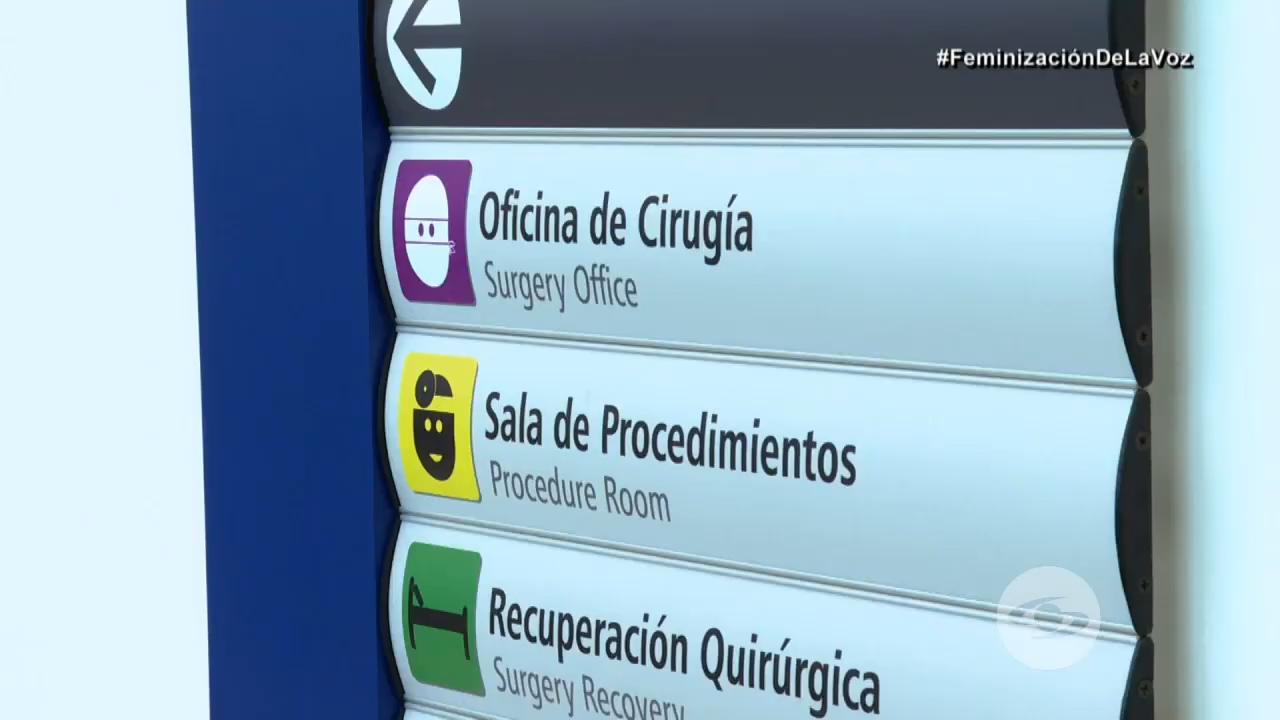 #FeminizaciónDeLaVoz
Oficina de Cirugía
Surgery Office
Sala de Procedimientos
Procedure Room
Recuperación Quirúrgica
Surgery Recovery